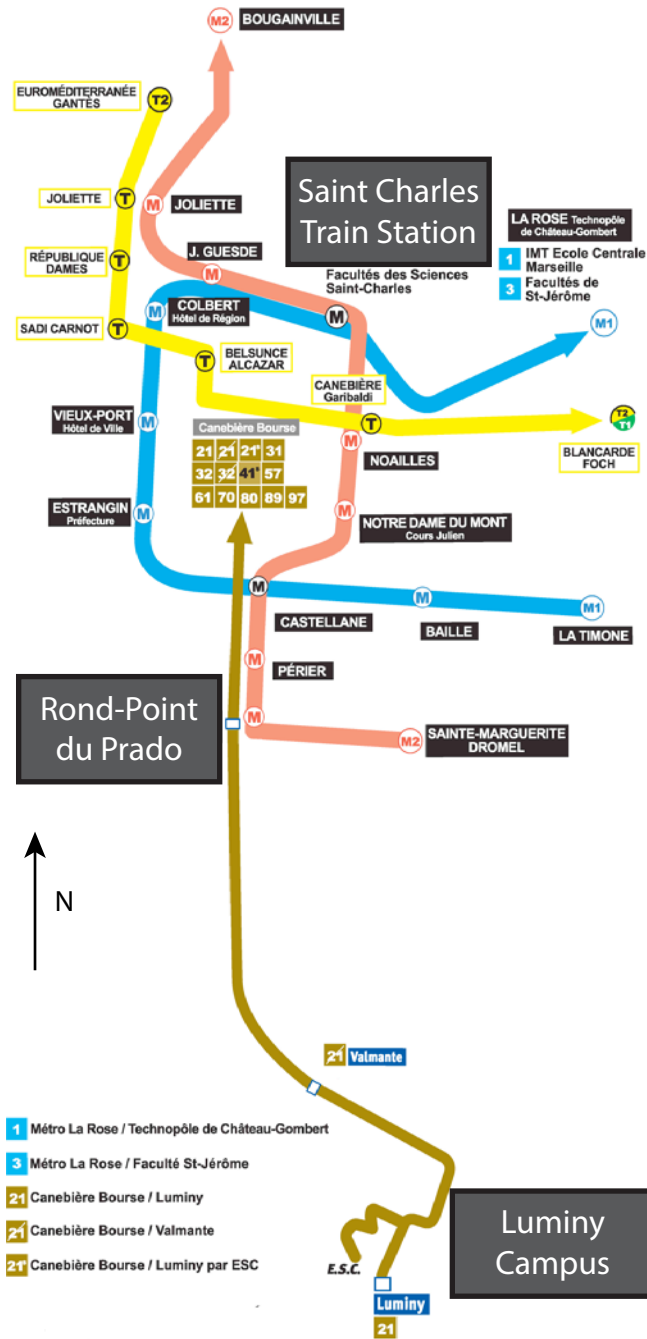 M2 BOUGAINVILLE
EUROMÉDITERRANÉE
GANTÈS
T2
JOLIETTE
T
M
JOLIETTE
Saint Charles
Train Station
LA ROSE Technopôle
de Château-Gombert
1 IMT Ecole Centrale
Marseille
3 Facultés de
St-Jérôme
RÉPUBLIQUE
DAMES
T
J. GUESDE
M
Facultés des Sciences
Saint-Charles
COLBERT
Hôtel de Région
M
M
M1
SADI CARNOT
T
BELSUNCE
ALCAZAR
T
CANEBIÈRE
Garibaldi
T
VIEUX-PORT
Hôtel de Ville
M
Canebière Bourse
21 21 21* 31
32 32 41* 57
61 70 80 89 97
T2
T1
BLANCARDE
FOCH
M
NOAILLES
ESTRANGIN
Préfecture
M
M
NOTRE DAME DU MONT
Cours Julien
M
CASTELLANE
M
BAILLE
M1
LA TIMONE
M
PÉRIER
Rond-Point
du Prado
M
M2
SAINTE-MARGUERITE
DROMEL
N
21 Valmante
1 Métro La Rose / Technopôle de Château-Gombert
3 Métro La Rose / Faculté St-Jérôme
21 Canebière Bourse / Luminy
21 Canebière Bourse / Valmante
21* Canebière Bourse / Luminy par ESC
Luminy
Campus
E.S.C.
Luminy
21